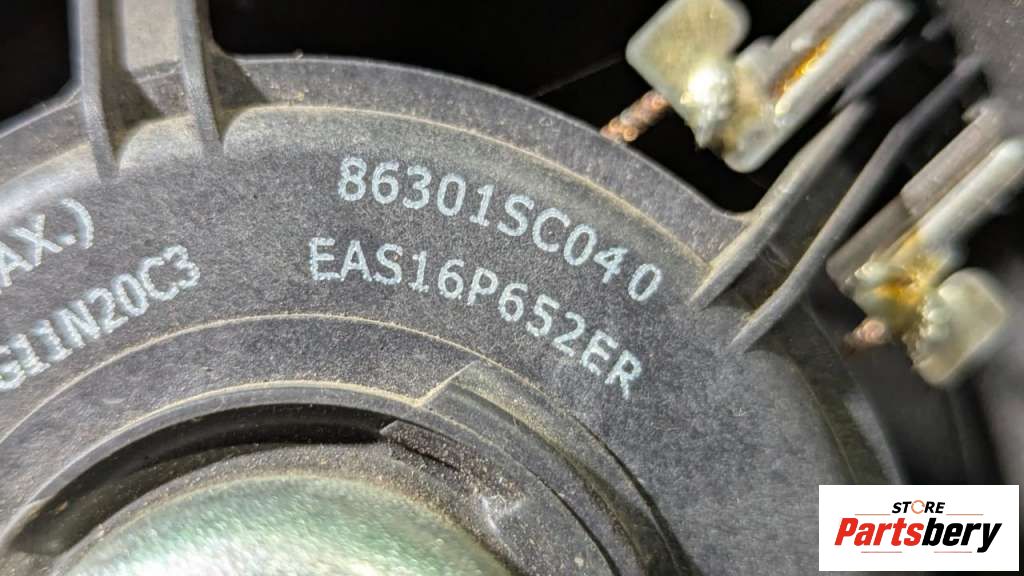 86301SC040
EAS16P652ER
AX.)
G11N20C3
STORE
Partsbery